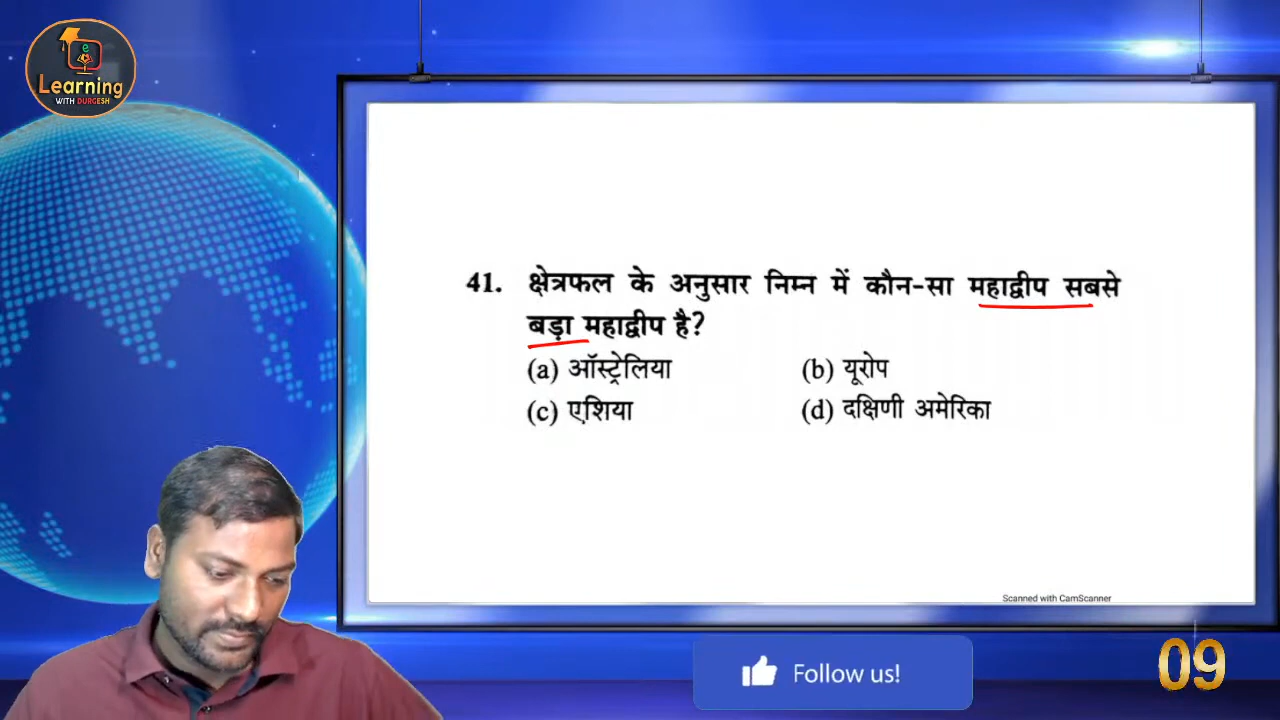 e
Learning
WITH DURGESH
41. क्षेत्रफल के अनुसार निम्न में कौन-सा महाद्वीप सबसे
बड़ा महाद्वीप है?
(a) ऑस्ट्रेलिया (b) यूरोप
(c) एशिया (d) दक्षिणी अमेरिका
Scanned with CamScanner
Follow us!
09